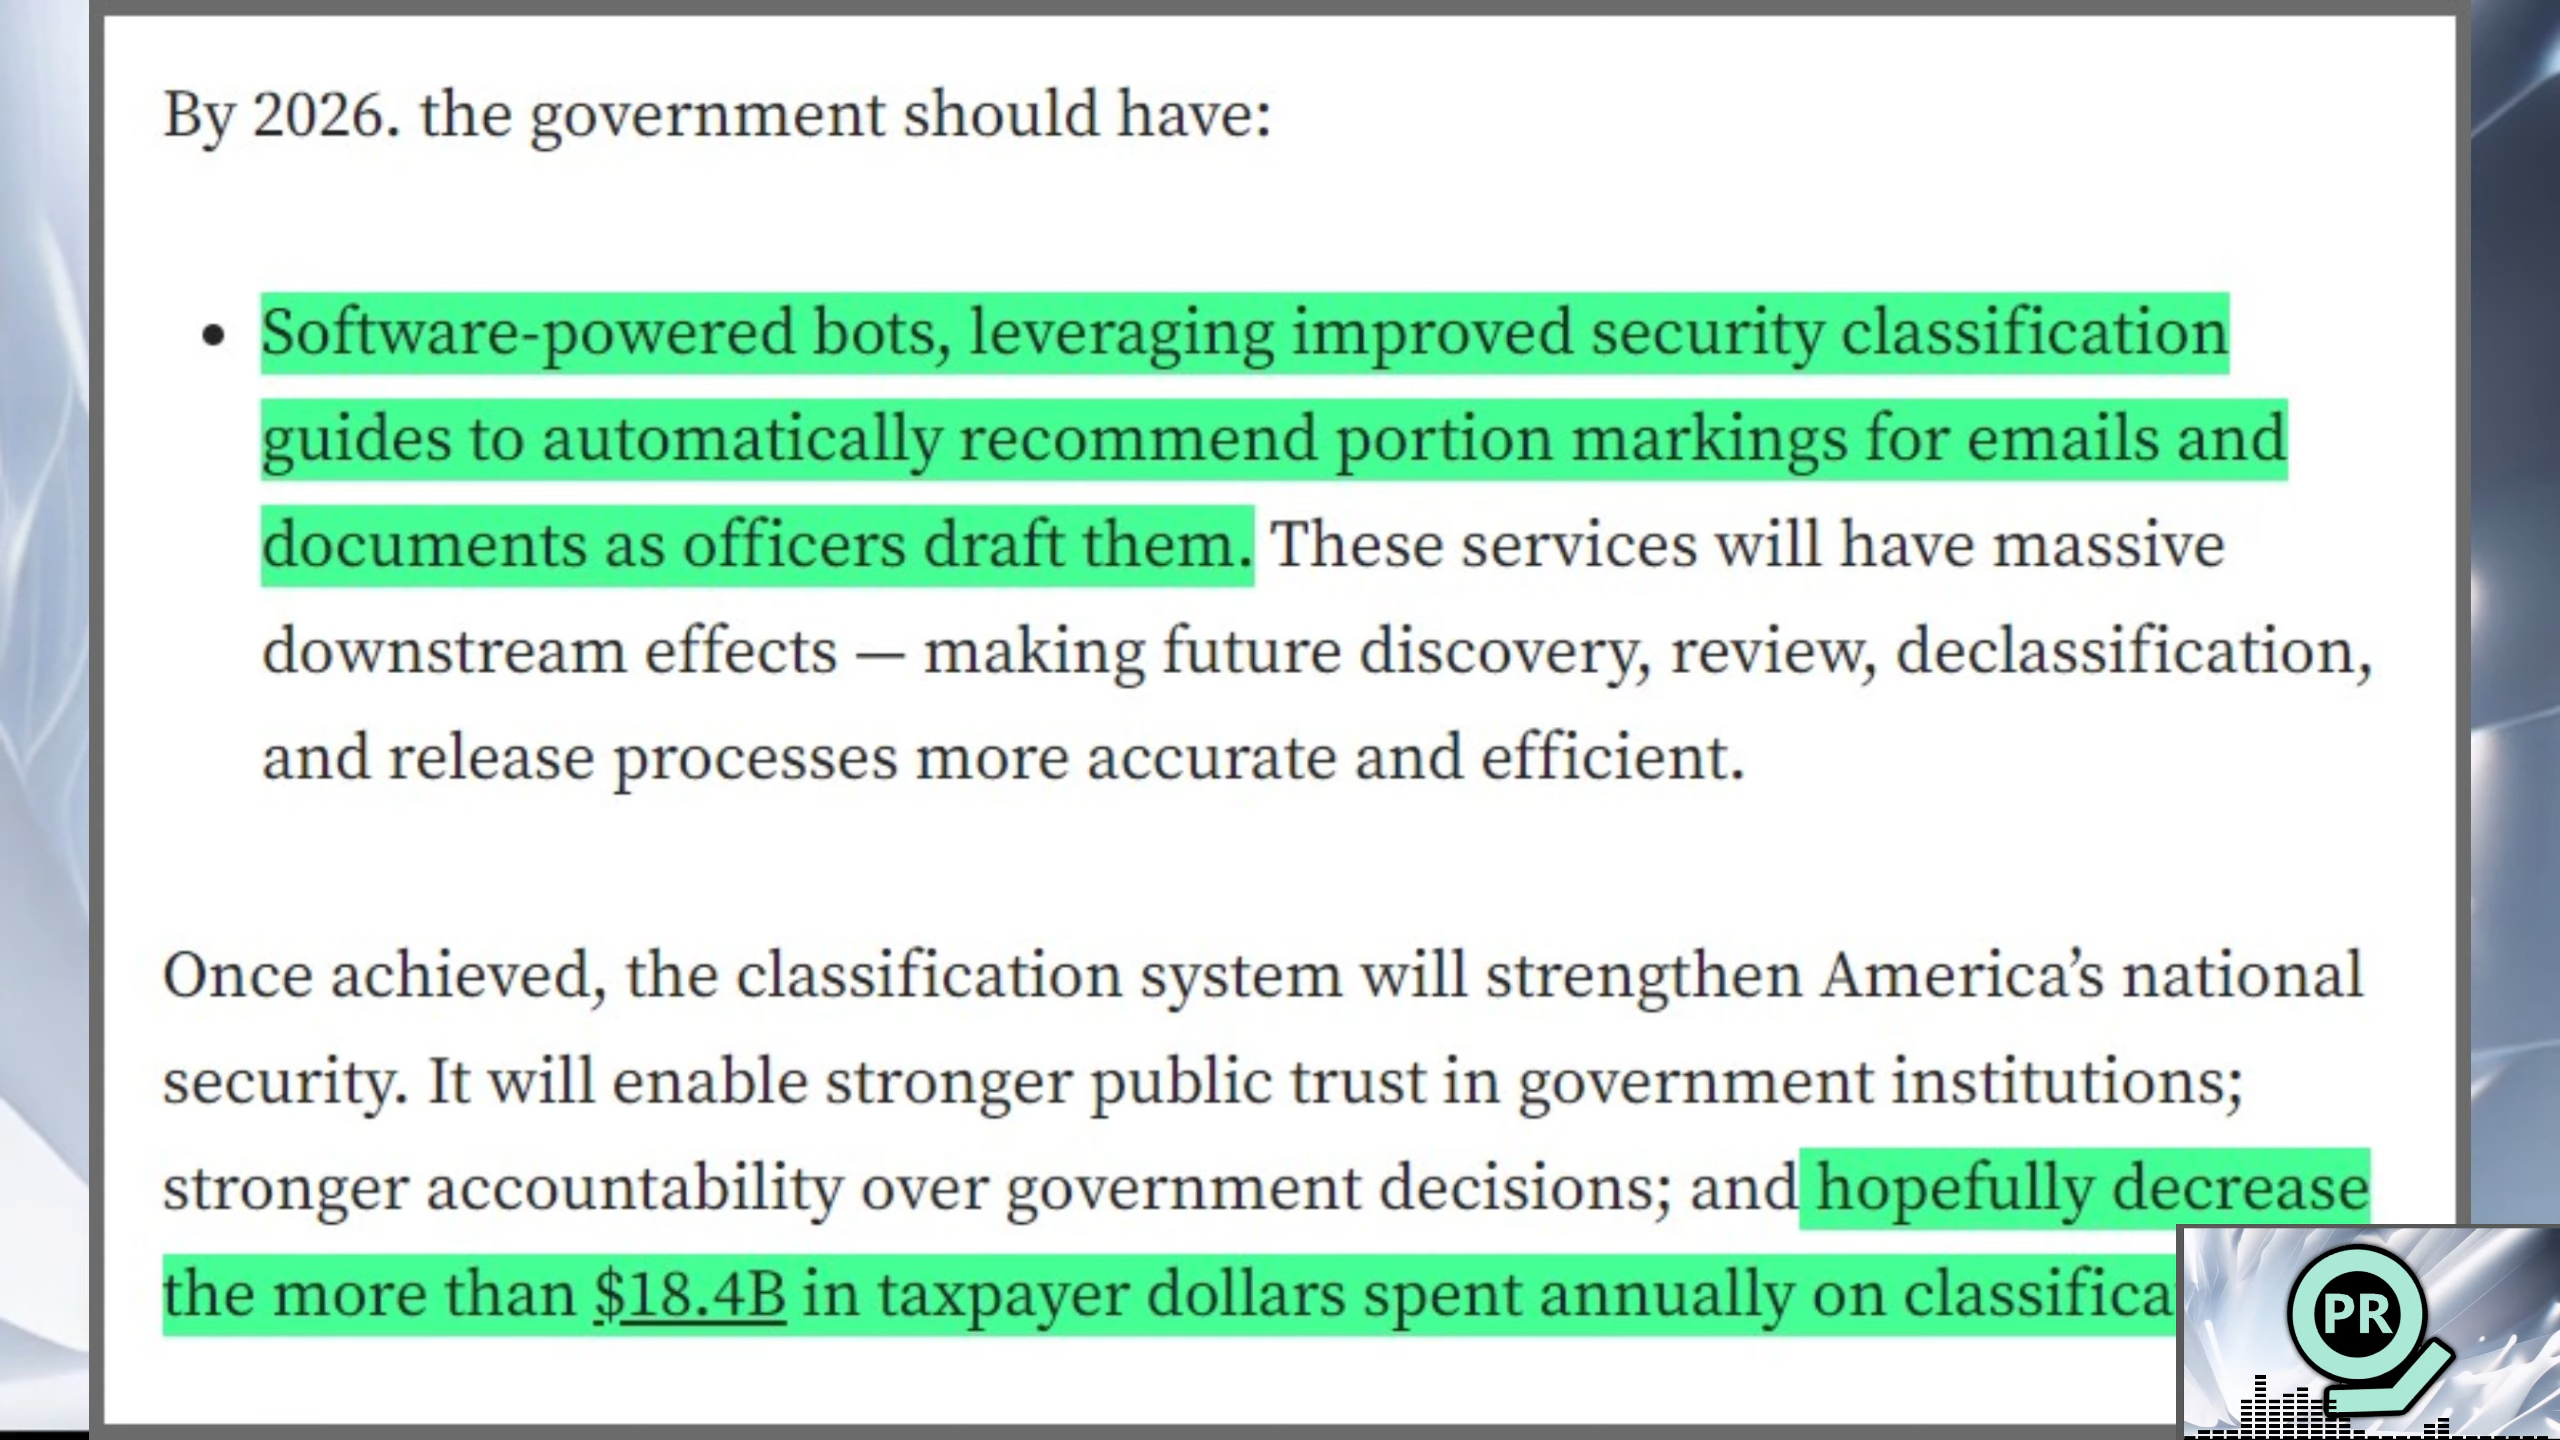 By 2026. the government should have:
• Software-powered bots, leveraging improved security classification
guides to automatically recommend portion markings for emails and
documents as officers draft them. These services will have massive
downstream effects — making future discovery, review, declassification,
and release processes more accurate and efficient.
Once achieved, the classification system will strengthen America’s national
security. It will enable stronger public trust in government institutions;
stronger accountability over government decisions; and hopefully decrease
the more than $18.4B in taxpayer dollars spent annually on classifica
PR